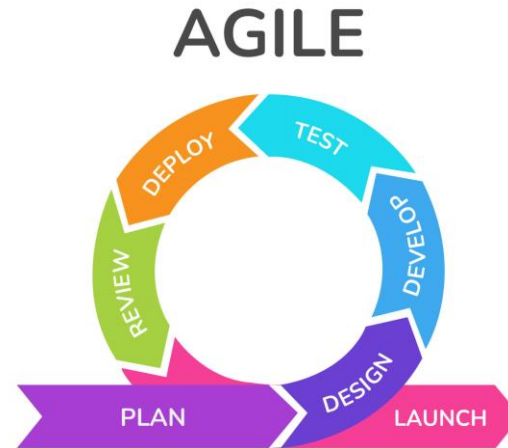 AGILE
PLAN
DESIGN
DEVELOP
TEST
DEPLOY
REVIEW
LAUNCH